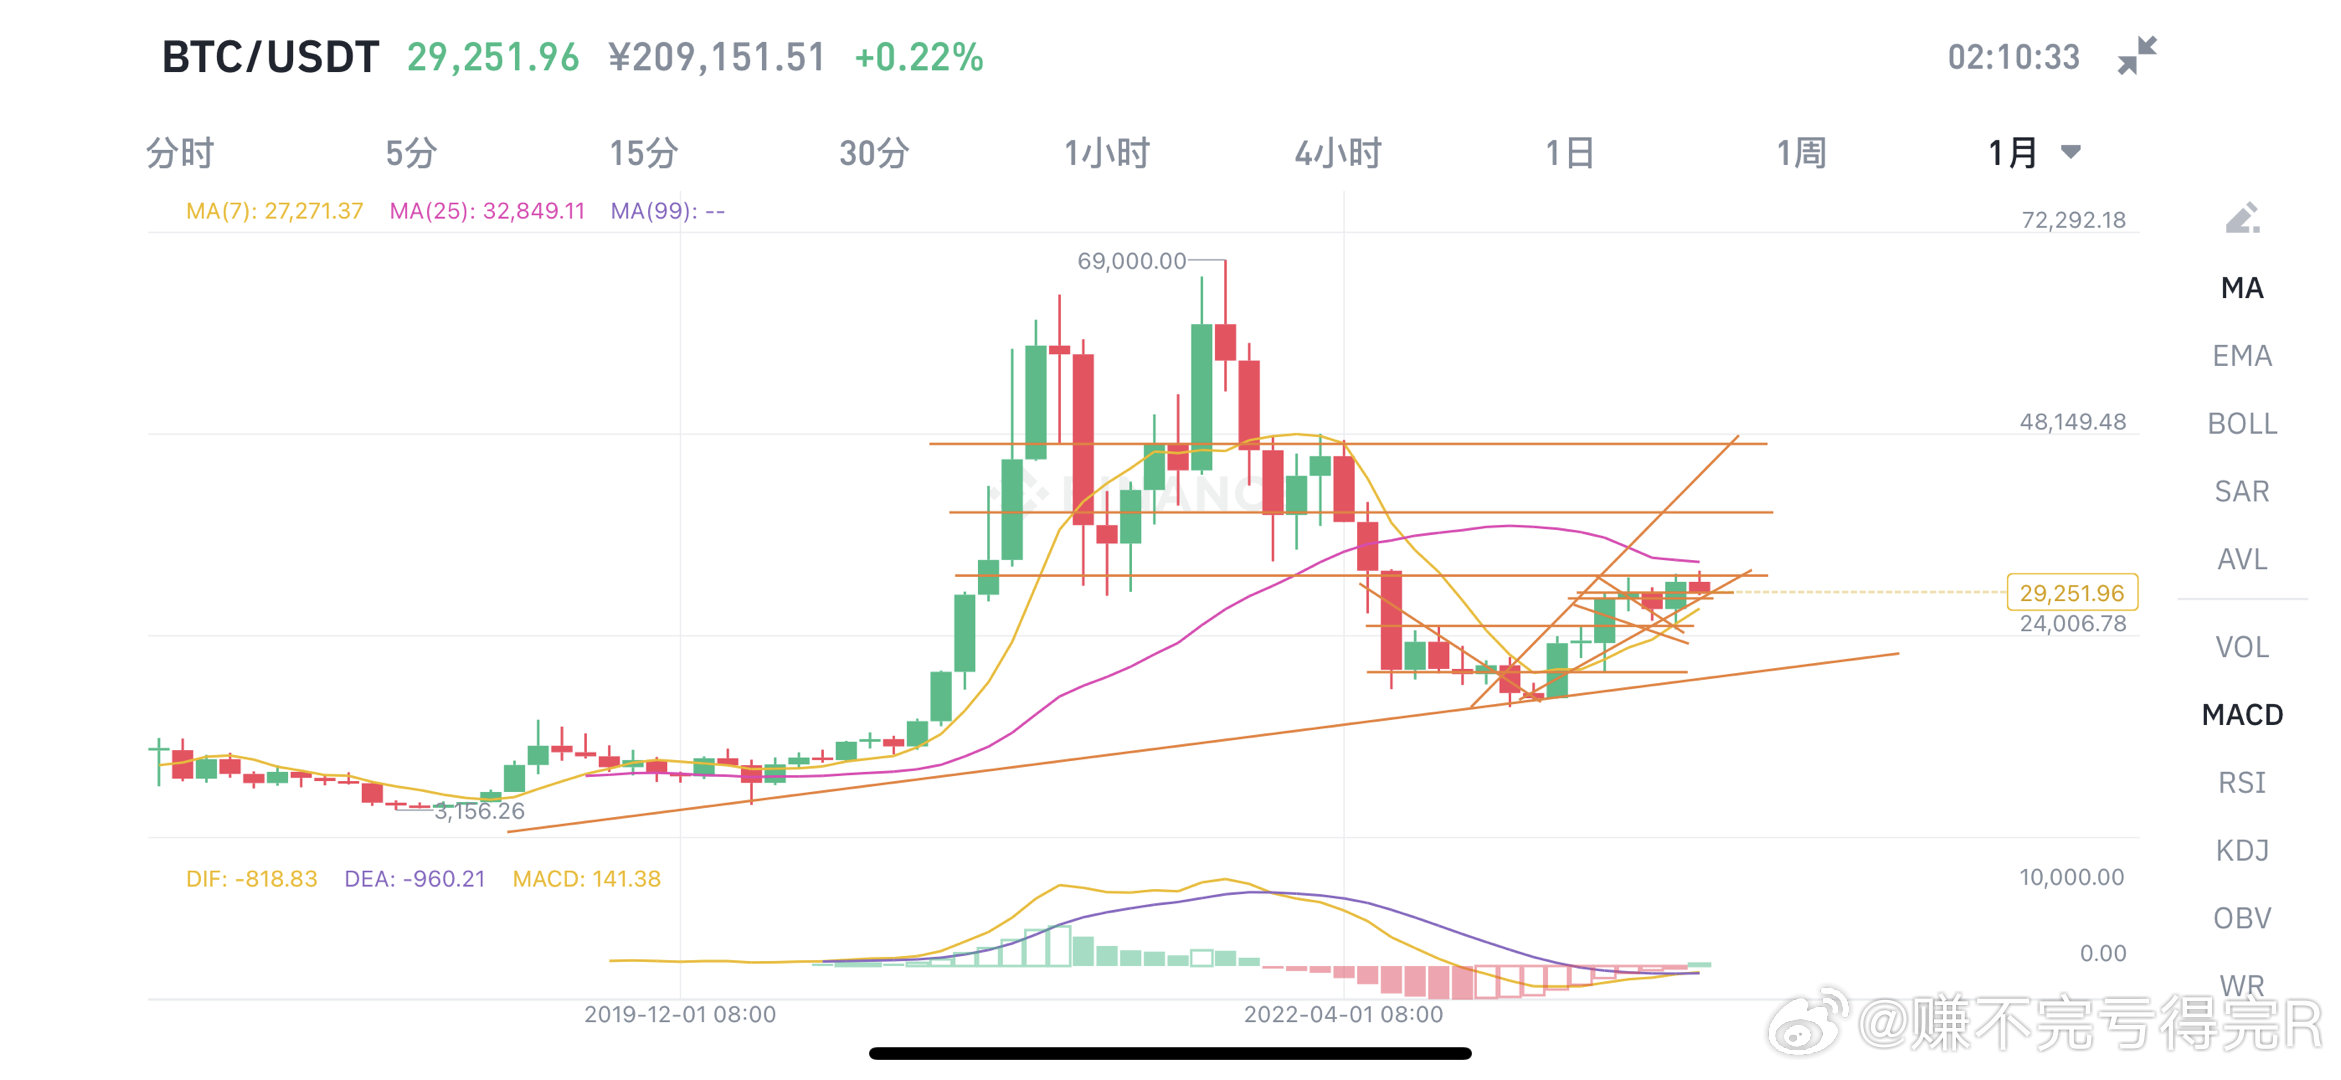 BTC/USDT 29,251.96 ¥209,151.51 +0.22% 02:10:33
分时 5分 15分 30分 1小时 4小时 1日 1周 1月
MA(7): 27,271.37 MA(25): 32,849.11 MA(99): --
72,292.18
69,000.00
48,149.48
BINANC
29,251.96
24,006.78
3,156.26
DIF: -818.83 DEA: -960.21 MACD: 141.38
10,000.00
0.00
2019-12-01 08:00 2022-04-01 08:00
MA
EMA
BOLL
SAR
AVL
VOL
MACD
RSI
KDJ
OBV
WR
@赚不完亏得完R